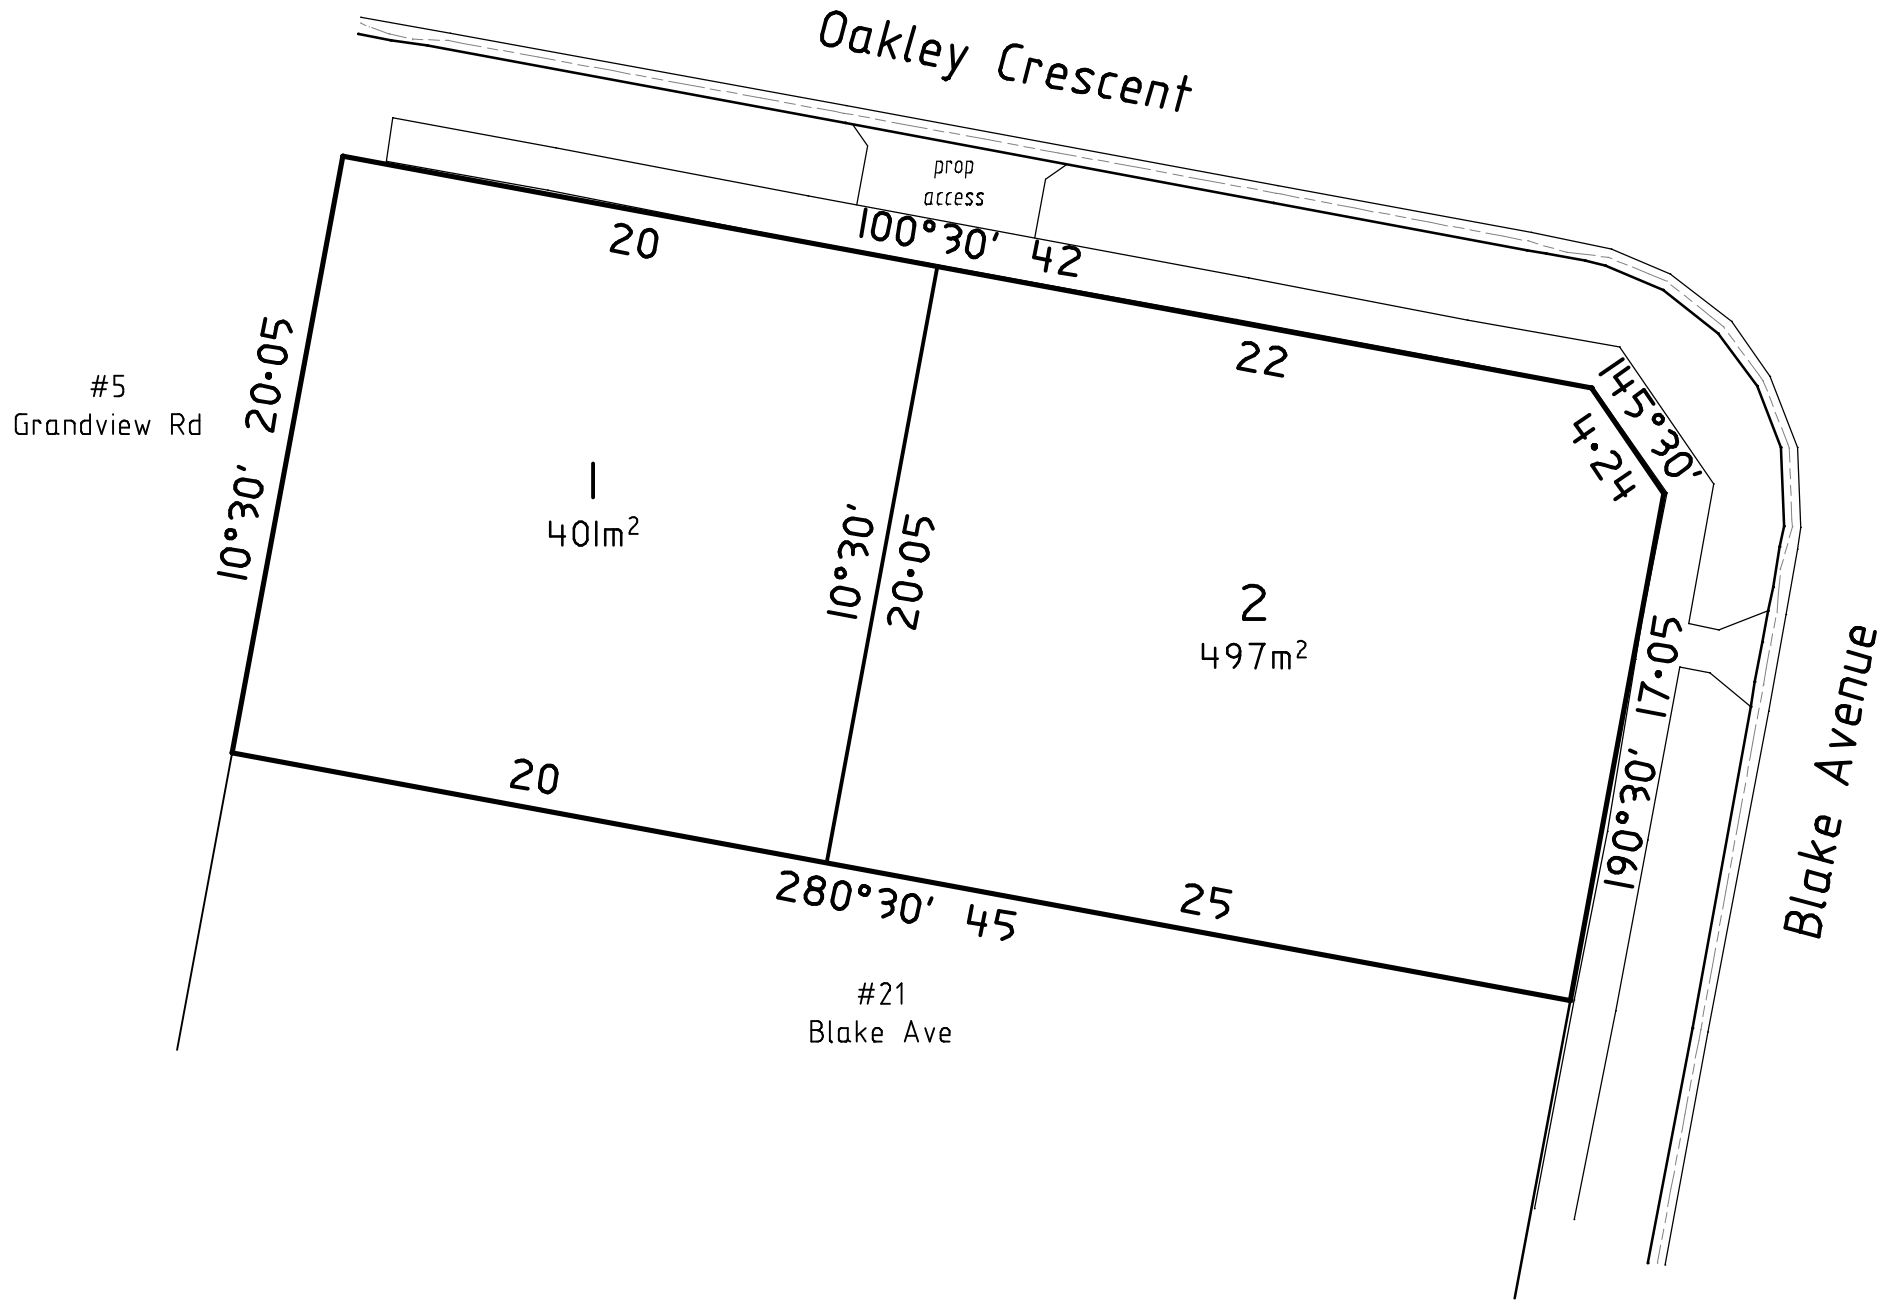 Oakley Crescent
prop
access
100°30' 42
20
22
145°30'
4·24
#5
Grandview Rd
10°30' 20·05
1
401m²
10°30'
20·05
2
497m²
190°30' 17·05
Blake Avenue
20
280°30' 45
25
#21
Blake Ave